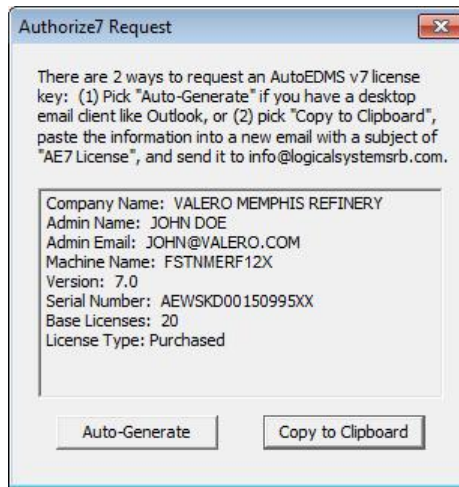 Authorize7 Request
There are 2 ways to request an AutoEDMS v7 license
key: (1) Pick "Auto-Generate" if you have a desktop
email client like Outlook, or (2) pick "Copy to Clipboard",
paste the information into a new email with a subject of
"AE7 License", and send it to info@logicalsystemsrb.com.
Company Name: VALERO MEMPHIS REFINERY
Admin Name: JOHN DOE
Admin Email: JOHN@VALERO.COM
Machine Name: FSTNMERF12X
Version: 7.0
Serial Number: AEWSKD00150995XX
Base Licenses: 20
License Type: Purchased
Auto-Generate
Copy to Clipboard